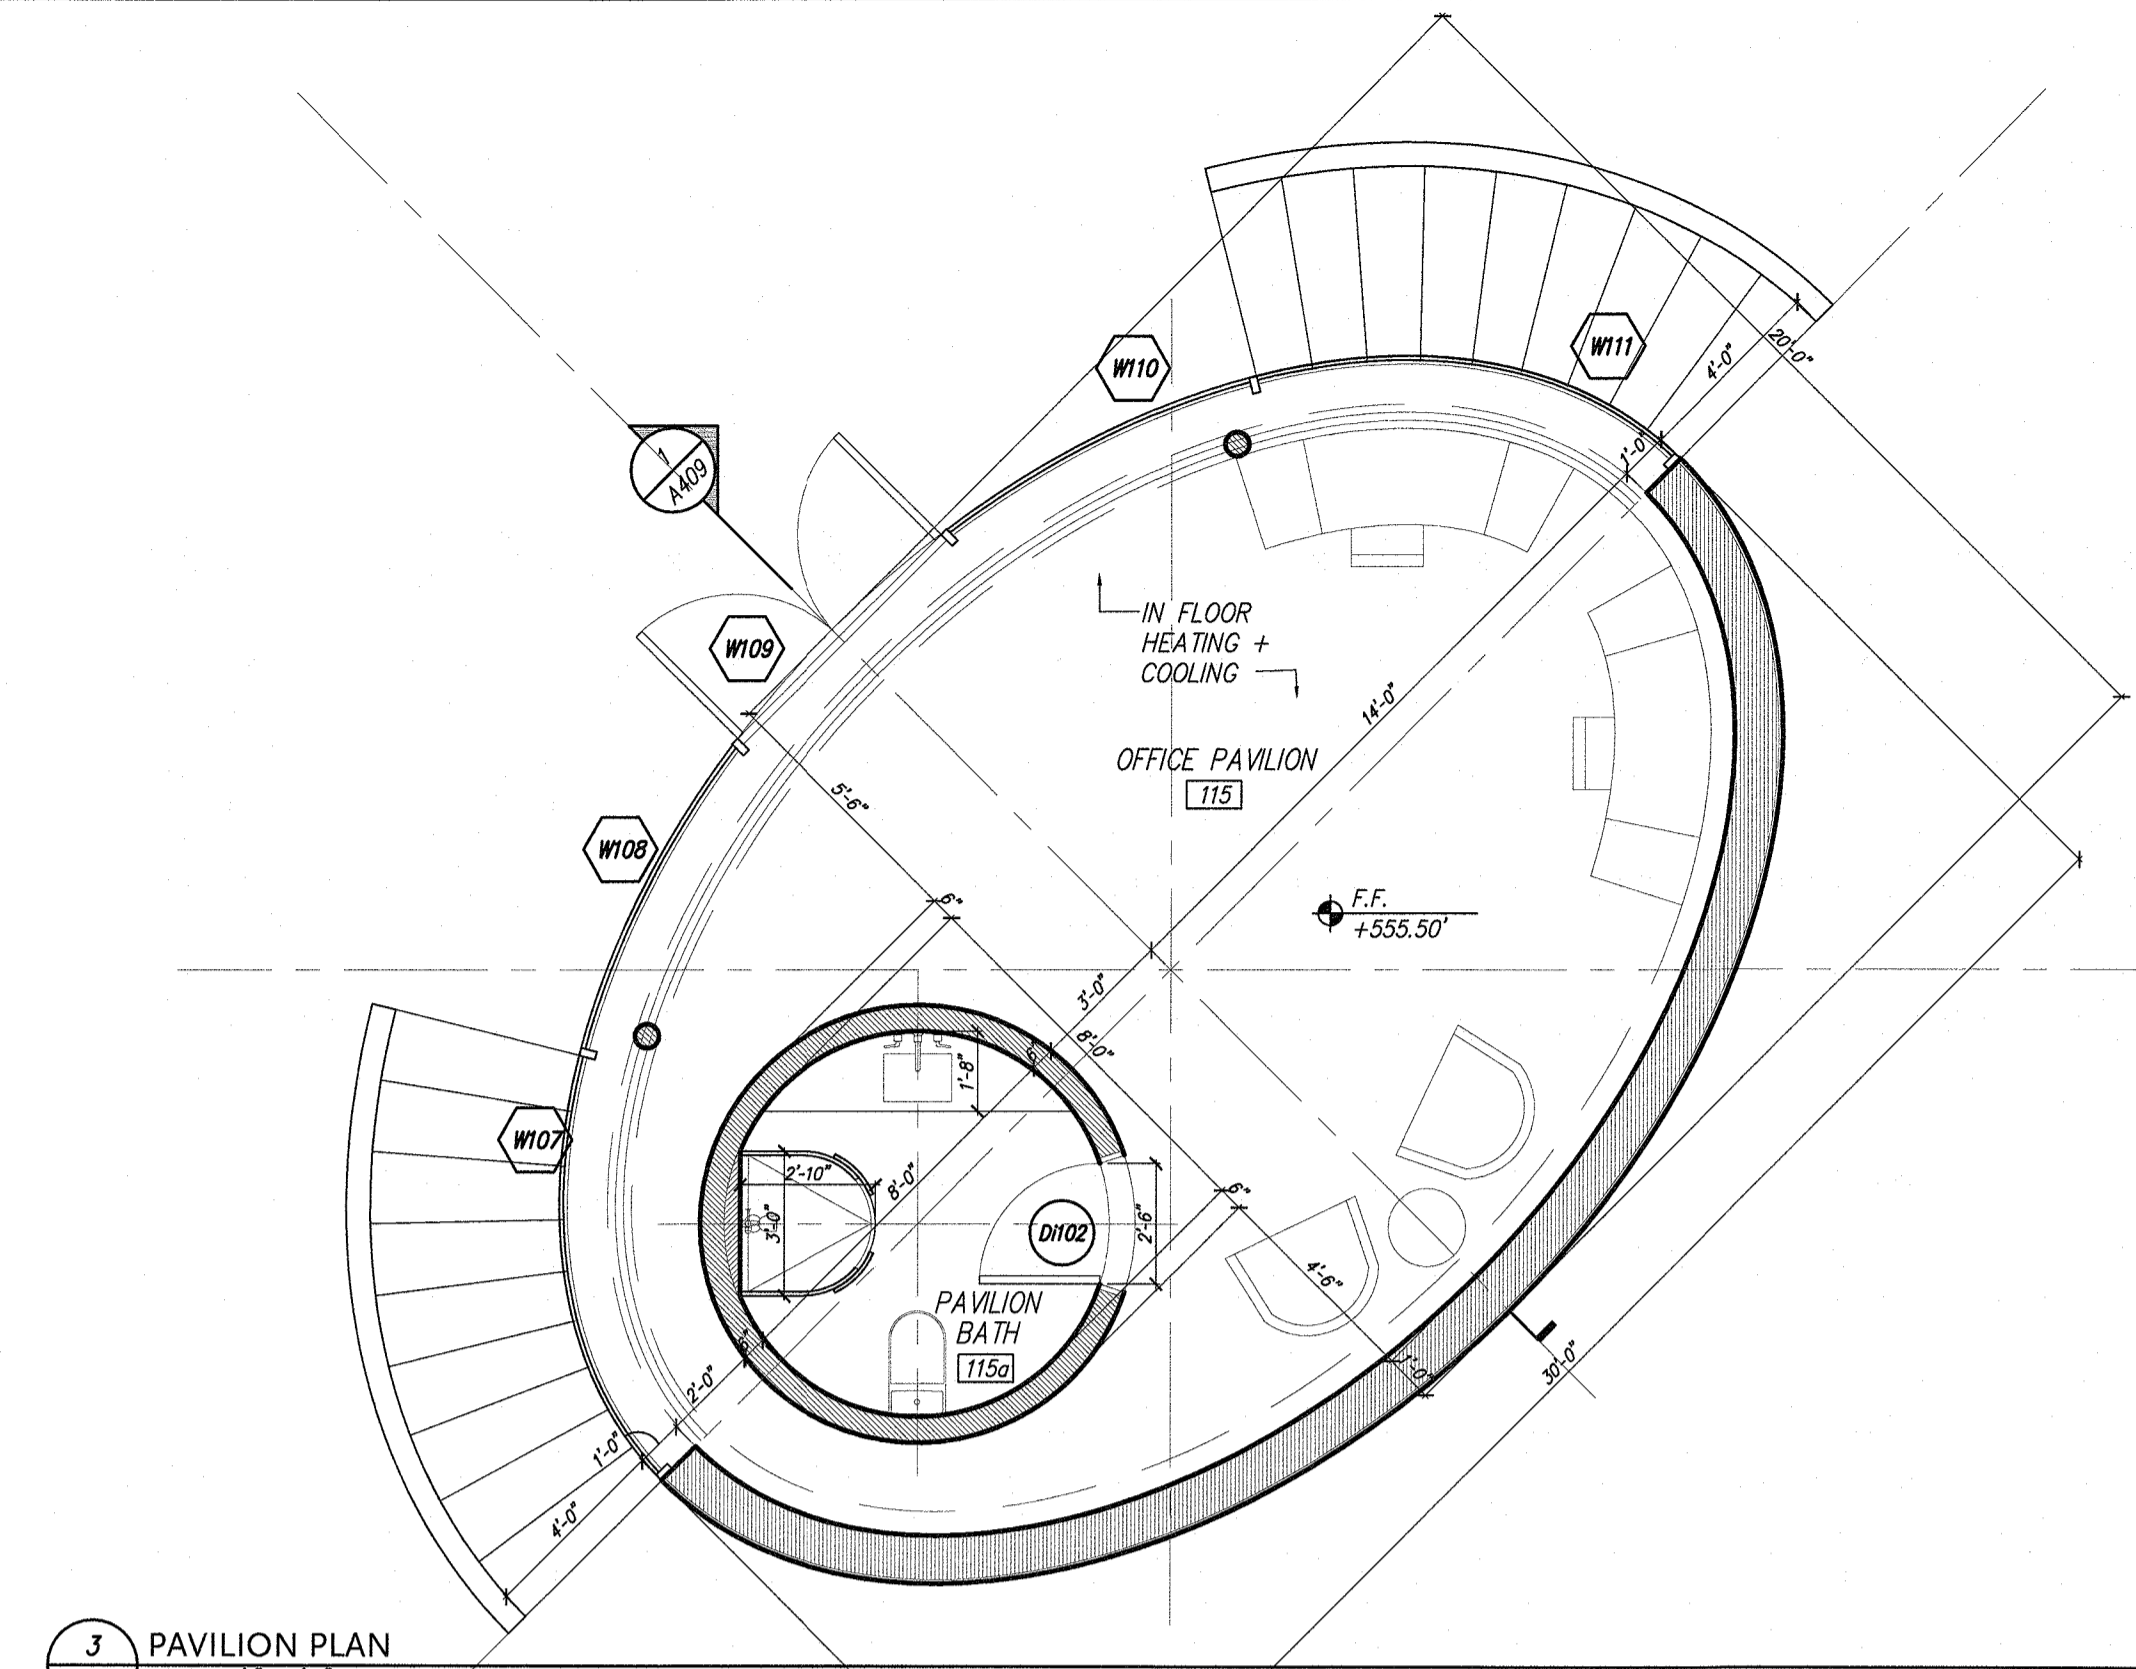 W110
W111
20'-0"
4'-0"
1'-0"
1
A409
IN FLOOR
HEATING +
COOLING
W109
14'-0"
OFFICE PAVILION
115
5'-6"
W108
6"
F.F.
+555.50'
3'-0"
8'-0"
6"
1'-8"
W107
2'-10"
8'-0"
3'-0"
Di102
2'-6"
6"
4'-6"
PAVILION
BATH
115a
6"
2'-0"
1'-0"
30'-0"
1'-0"
4'-0"
3
PAVILION PLAN